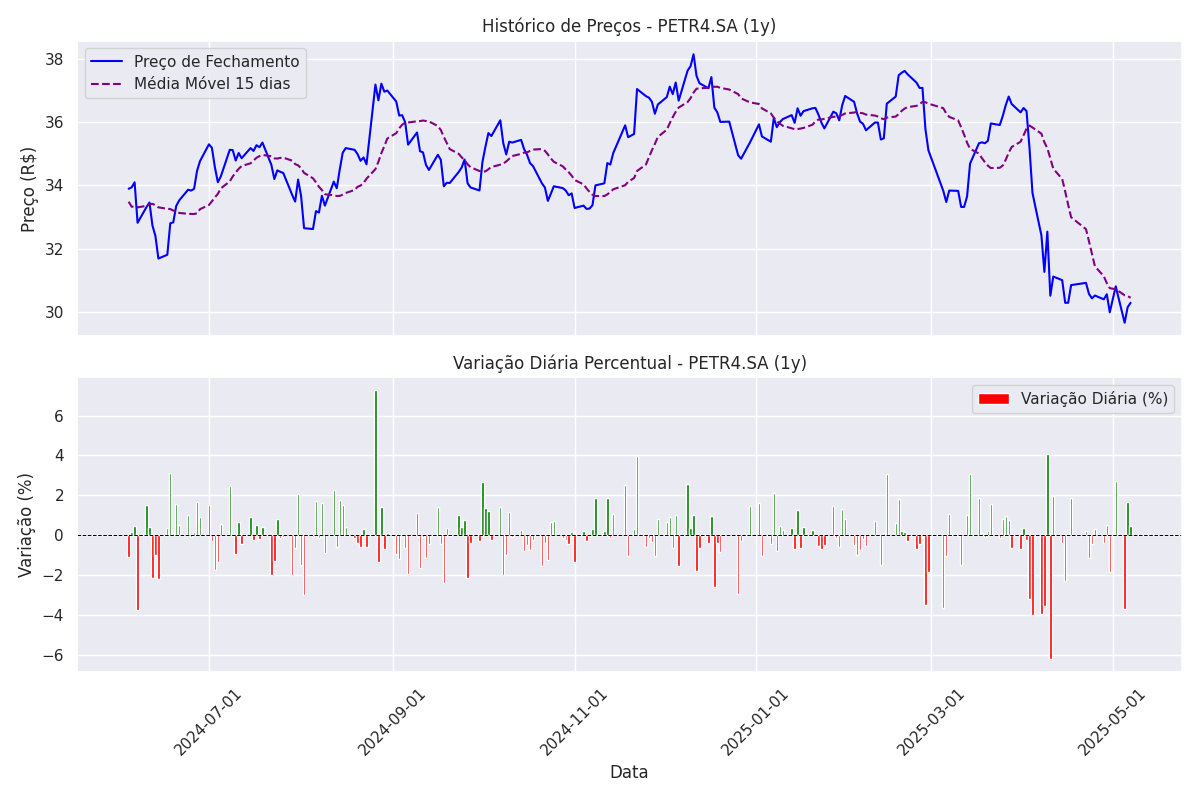 Histórico de Preços - PETR4.SA (1y)
Preço (R$)
38
36
34
32
30
Preço de Fechamento
Média Móvel 15 dias
Variação Diária Percentual - PETR4.SA (1y)
Variação (%)
6
4
2
0
−2
−4
−6
Variação Diária (%)
2024-07-01
2024-09-01
2024-11-01
2025-01-01
2025-03-01
2025-05-01
Data